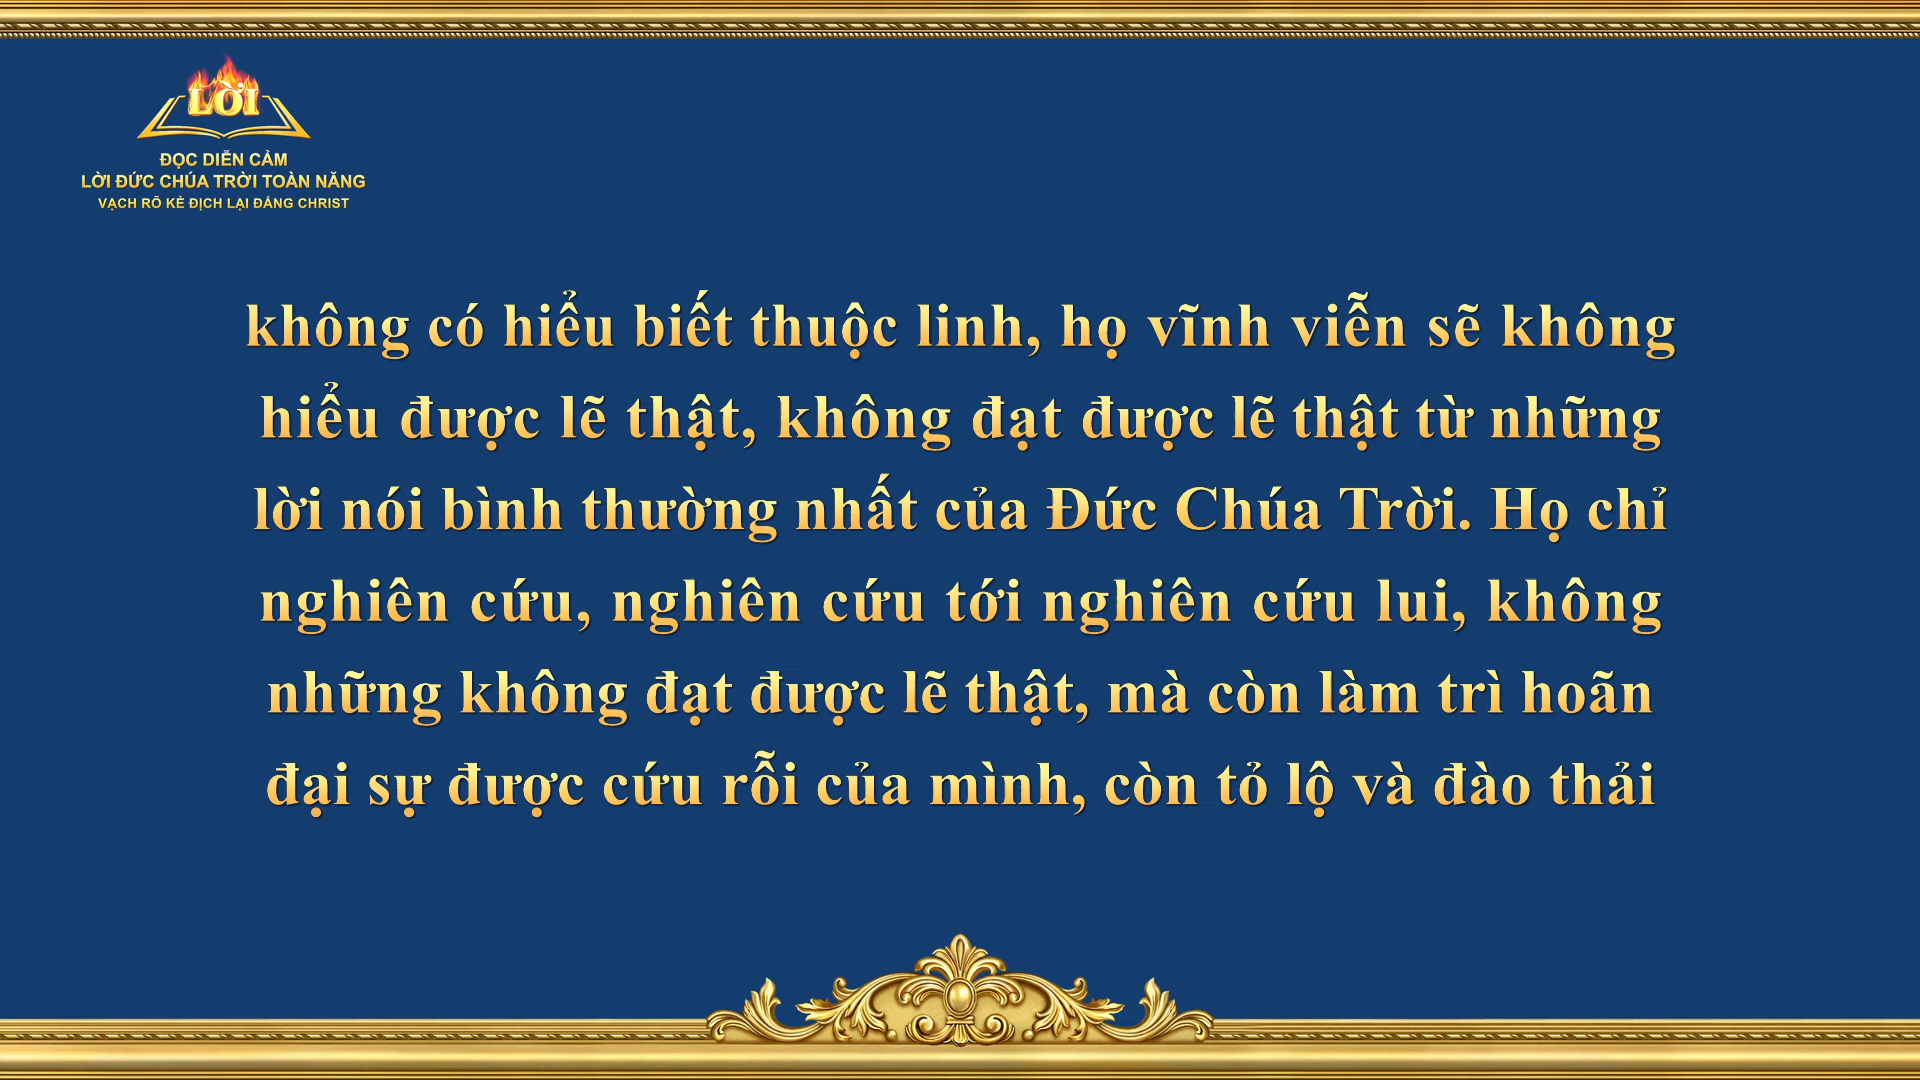 LỜI
ĐỌC DIỄN CẢM
LỜI ĐỨC CHÚA TRỜI TOÀN NĂNG
VẠCH RÕ KẺ ĐỊCH LẠI ĐẤNG CHRIST
không có hiểu biết thuộc linh, họ vĩnh viễn sẽ không
hiểu được lẽ thật, không đạt được lẽ thật từ những
lời nói bình thường nhất của Đức Chúa Trời. Họ chỉ
nghiên cứu, nghiên cứu tới nghiên cứu lui, không
những không đạt được lẽ thật, mà còn làm trì hoãn
đại sự được cứu rỗi của mình, còn tỏ lộ và đào thải